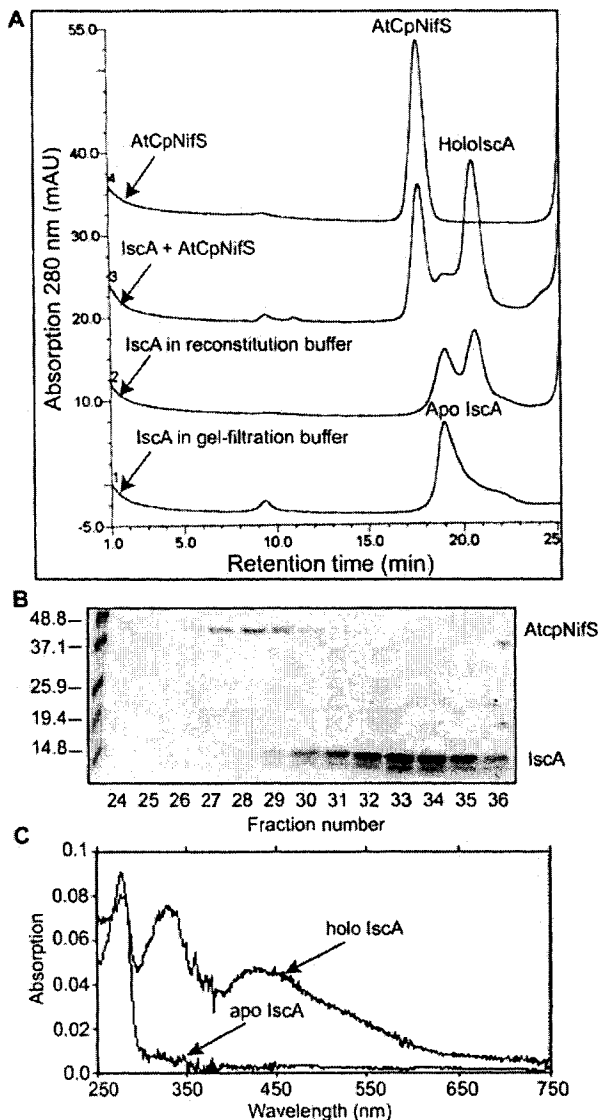 A
AtCpNifS
55.0
AtCpNifS
HoloIscA
40.0
4
IscA + AtCpNifS
30.0
3
20.0
IscA in reconstitution buffer
2
10.0
Apo IscA
IscA in gel-filtration buffer
1
-5.0
1.0 5.0 10.0 15.0 20.0 25
Absorption 280 nm (mAU)
Retention time (min)
B
48.8
AtcpNifS
37.1
25.9
19.4
14.8
IscA
24 25 26 27 28 29 30 31 32 33 34 35 36
Fraction number
C
0.1
0.08
holo IscA
0.06
0.04
apo IscA
0.02
0.0
250 350 450 550 650 750
Absorption
Wavelength (nm)